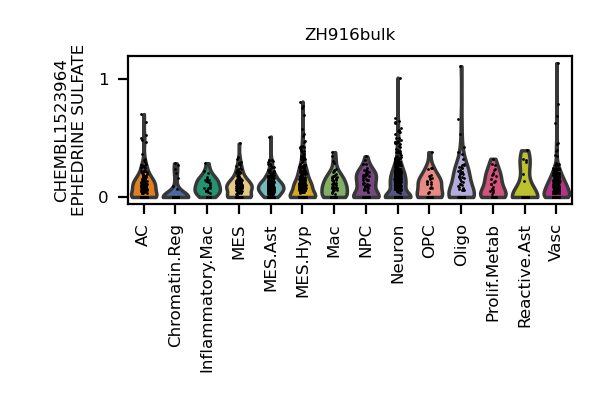 ZH916bulk
CHEMBL1523964
EPHEDRINE SULFATE
1
0
AC
Chromatin.Reg
Inflammatory.Mac
MES
MES.Ast
MES.Hyp
Mac
NPC
Neuron
OPC
Oligo
Prolif.Metab
Reactive.Ast
Vasc